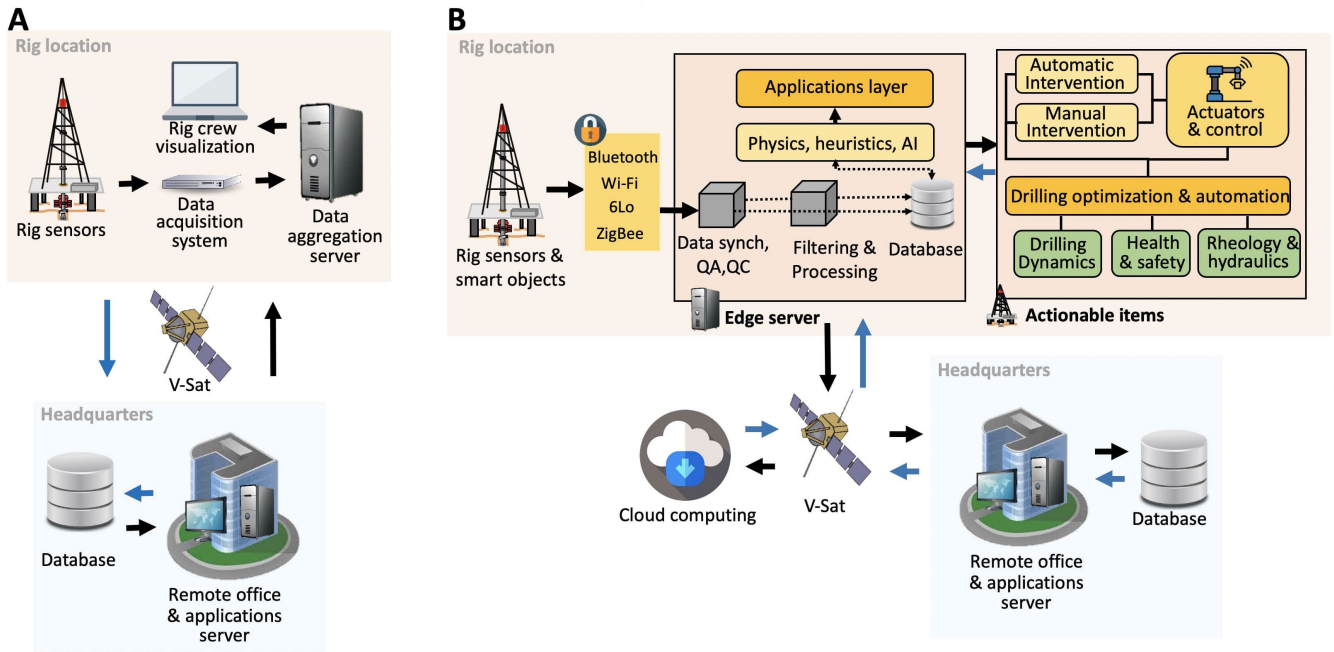 A
Rig location
Rig crew
visualization
Rig sensors
Data
acquisition
system
Data
aggregation
server
V-Sat
Headquarters
Database
Remote office
& applications
server
B
Rig location
Rig sensors &
smart objects
Bluetooth
Wi-Fi
6Lo
ZigBee
Applications layer
Physics, heuristics, AI
Data synch,
QA,QC
Filtering &
Processing
Database
Edge server
Automatic
Intervention
Manual
Intervention
Actuators
& control
Drilling optimization & automation
Drilling
Dynamics
Health
& safety
Rheology &
hydraulics
Actionable items
Cloud computing
V-Sat
Headquarters
Remote office
& applications
server
Database